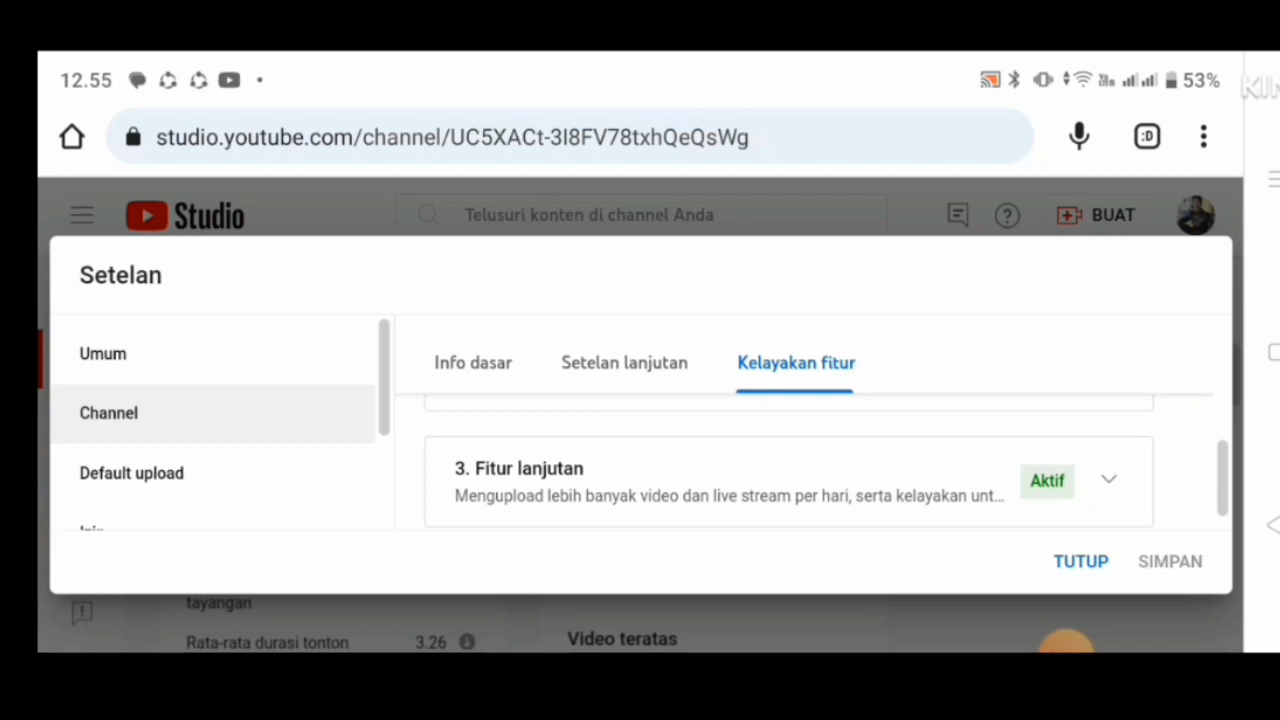 12.55
53%
KIN
studio.youtube.com/channel/UC5XACt-3I8FV78txhQeQsWg
:D
Studio
Telusuri konten di channel Anda
BUAT
Setelan
Umum
Info dasar
Setelan lanjutan
Kelayakan fitur
Channel
Default upload
3. Fitur lanjutan
Mengupload lebih banyak video dan live stream per hari, serta kelayakan unt...
Aktif
TUTUP
SIMPAN
tayangan
Rata-rata durasi tonton
3.26
Video teratas